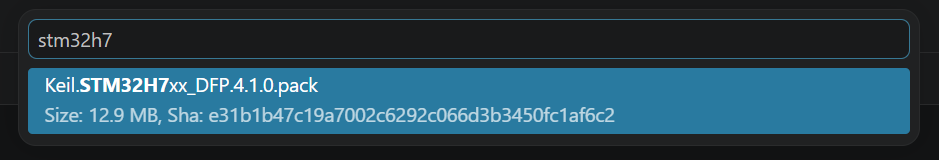 stm32h7
Keil.STM32H7xx_DFP.4.1.0.pack
Size: 12.9 MB, Sha: e31b1b47c19a7002c6292c066d3b3450fc1af6c2